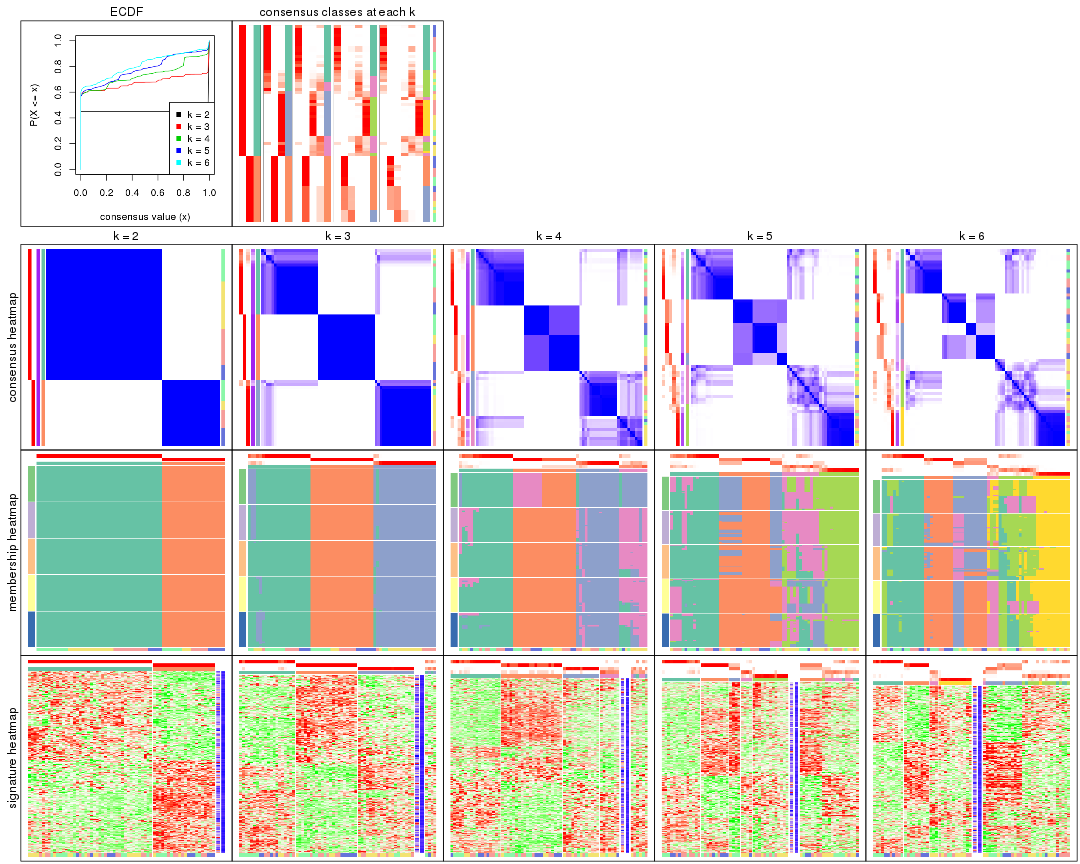 ECDF
consensus classes at each k
P(X <= x)
1.0
0.8
0.6
0.4
0.2
0.0
k = 2
k = 3
k = 4
k = 5
k = 6
0.0 0.2 0.4 0.6 0.8 1.0
consensus value (x)
k = 2
k = 3
k = 4
k = 5
k = 6
consensus heatmap
membership heatmap
signature heatmap